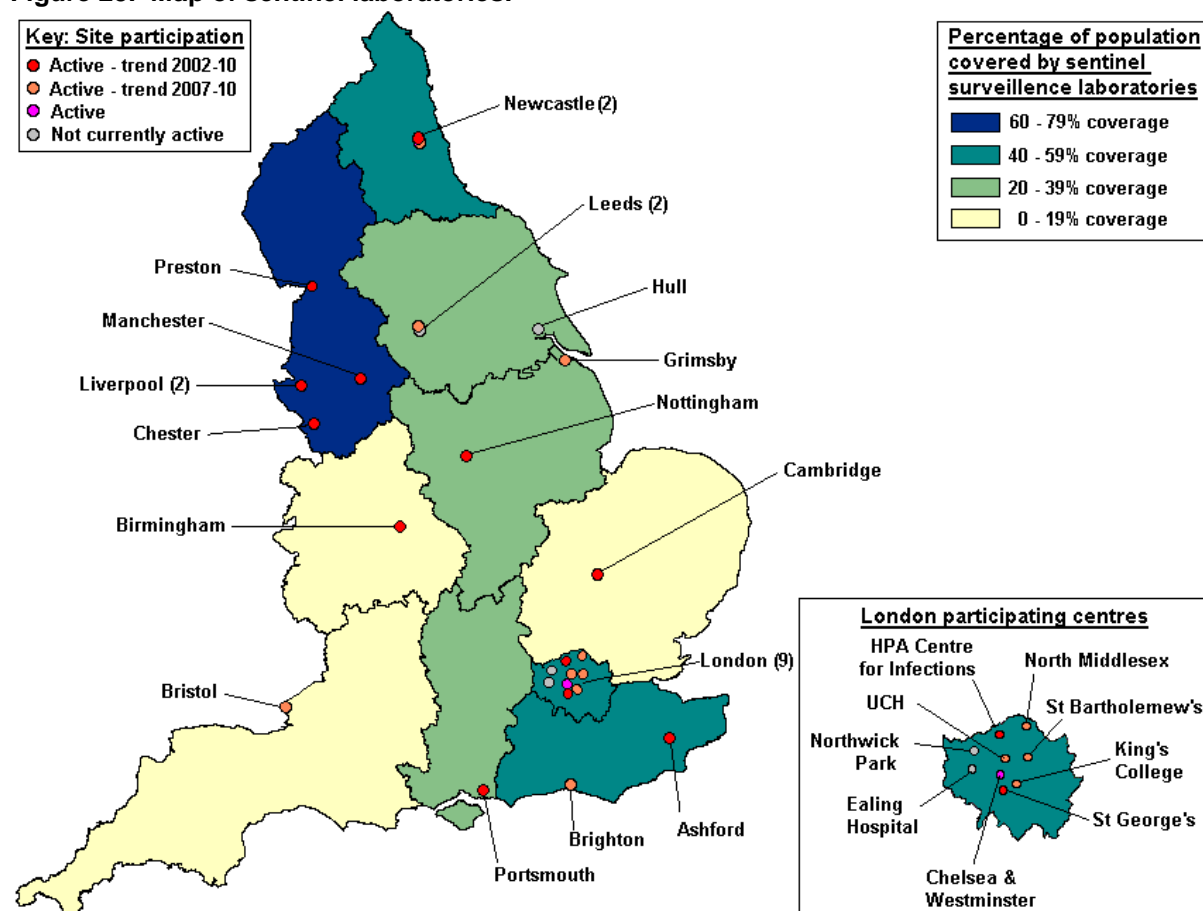 Key: Site participation
Active - trend 2002-10
Active - trend 2007-10
Active
Not currently active
Percentage of population
covered by sentinel
surveillance laboratories
60 - 79% coverage
40 - 59% coverage
20 - 39% coverage
0 - 19% coverage
Newcastle (2)
Leeds (2)
Preston
Hull
Manchester
Grimsby
Liverpool (2)
Nottingham
Chester
Cambridge
Birmingham
London (9)
Bristol
Ashford
Brighton
Portsmouth
London participating centres
HPA Centre
for Infections
North Middlesex
UCH
St Bartholemew's
Northwick
Park
King's
College
Ealing
Hospital
St George's
Chelsea &
Westminster